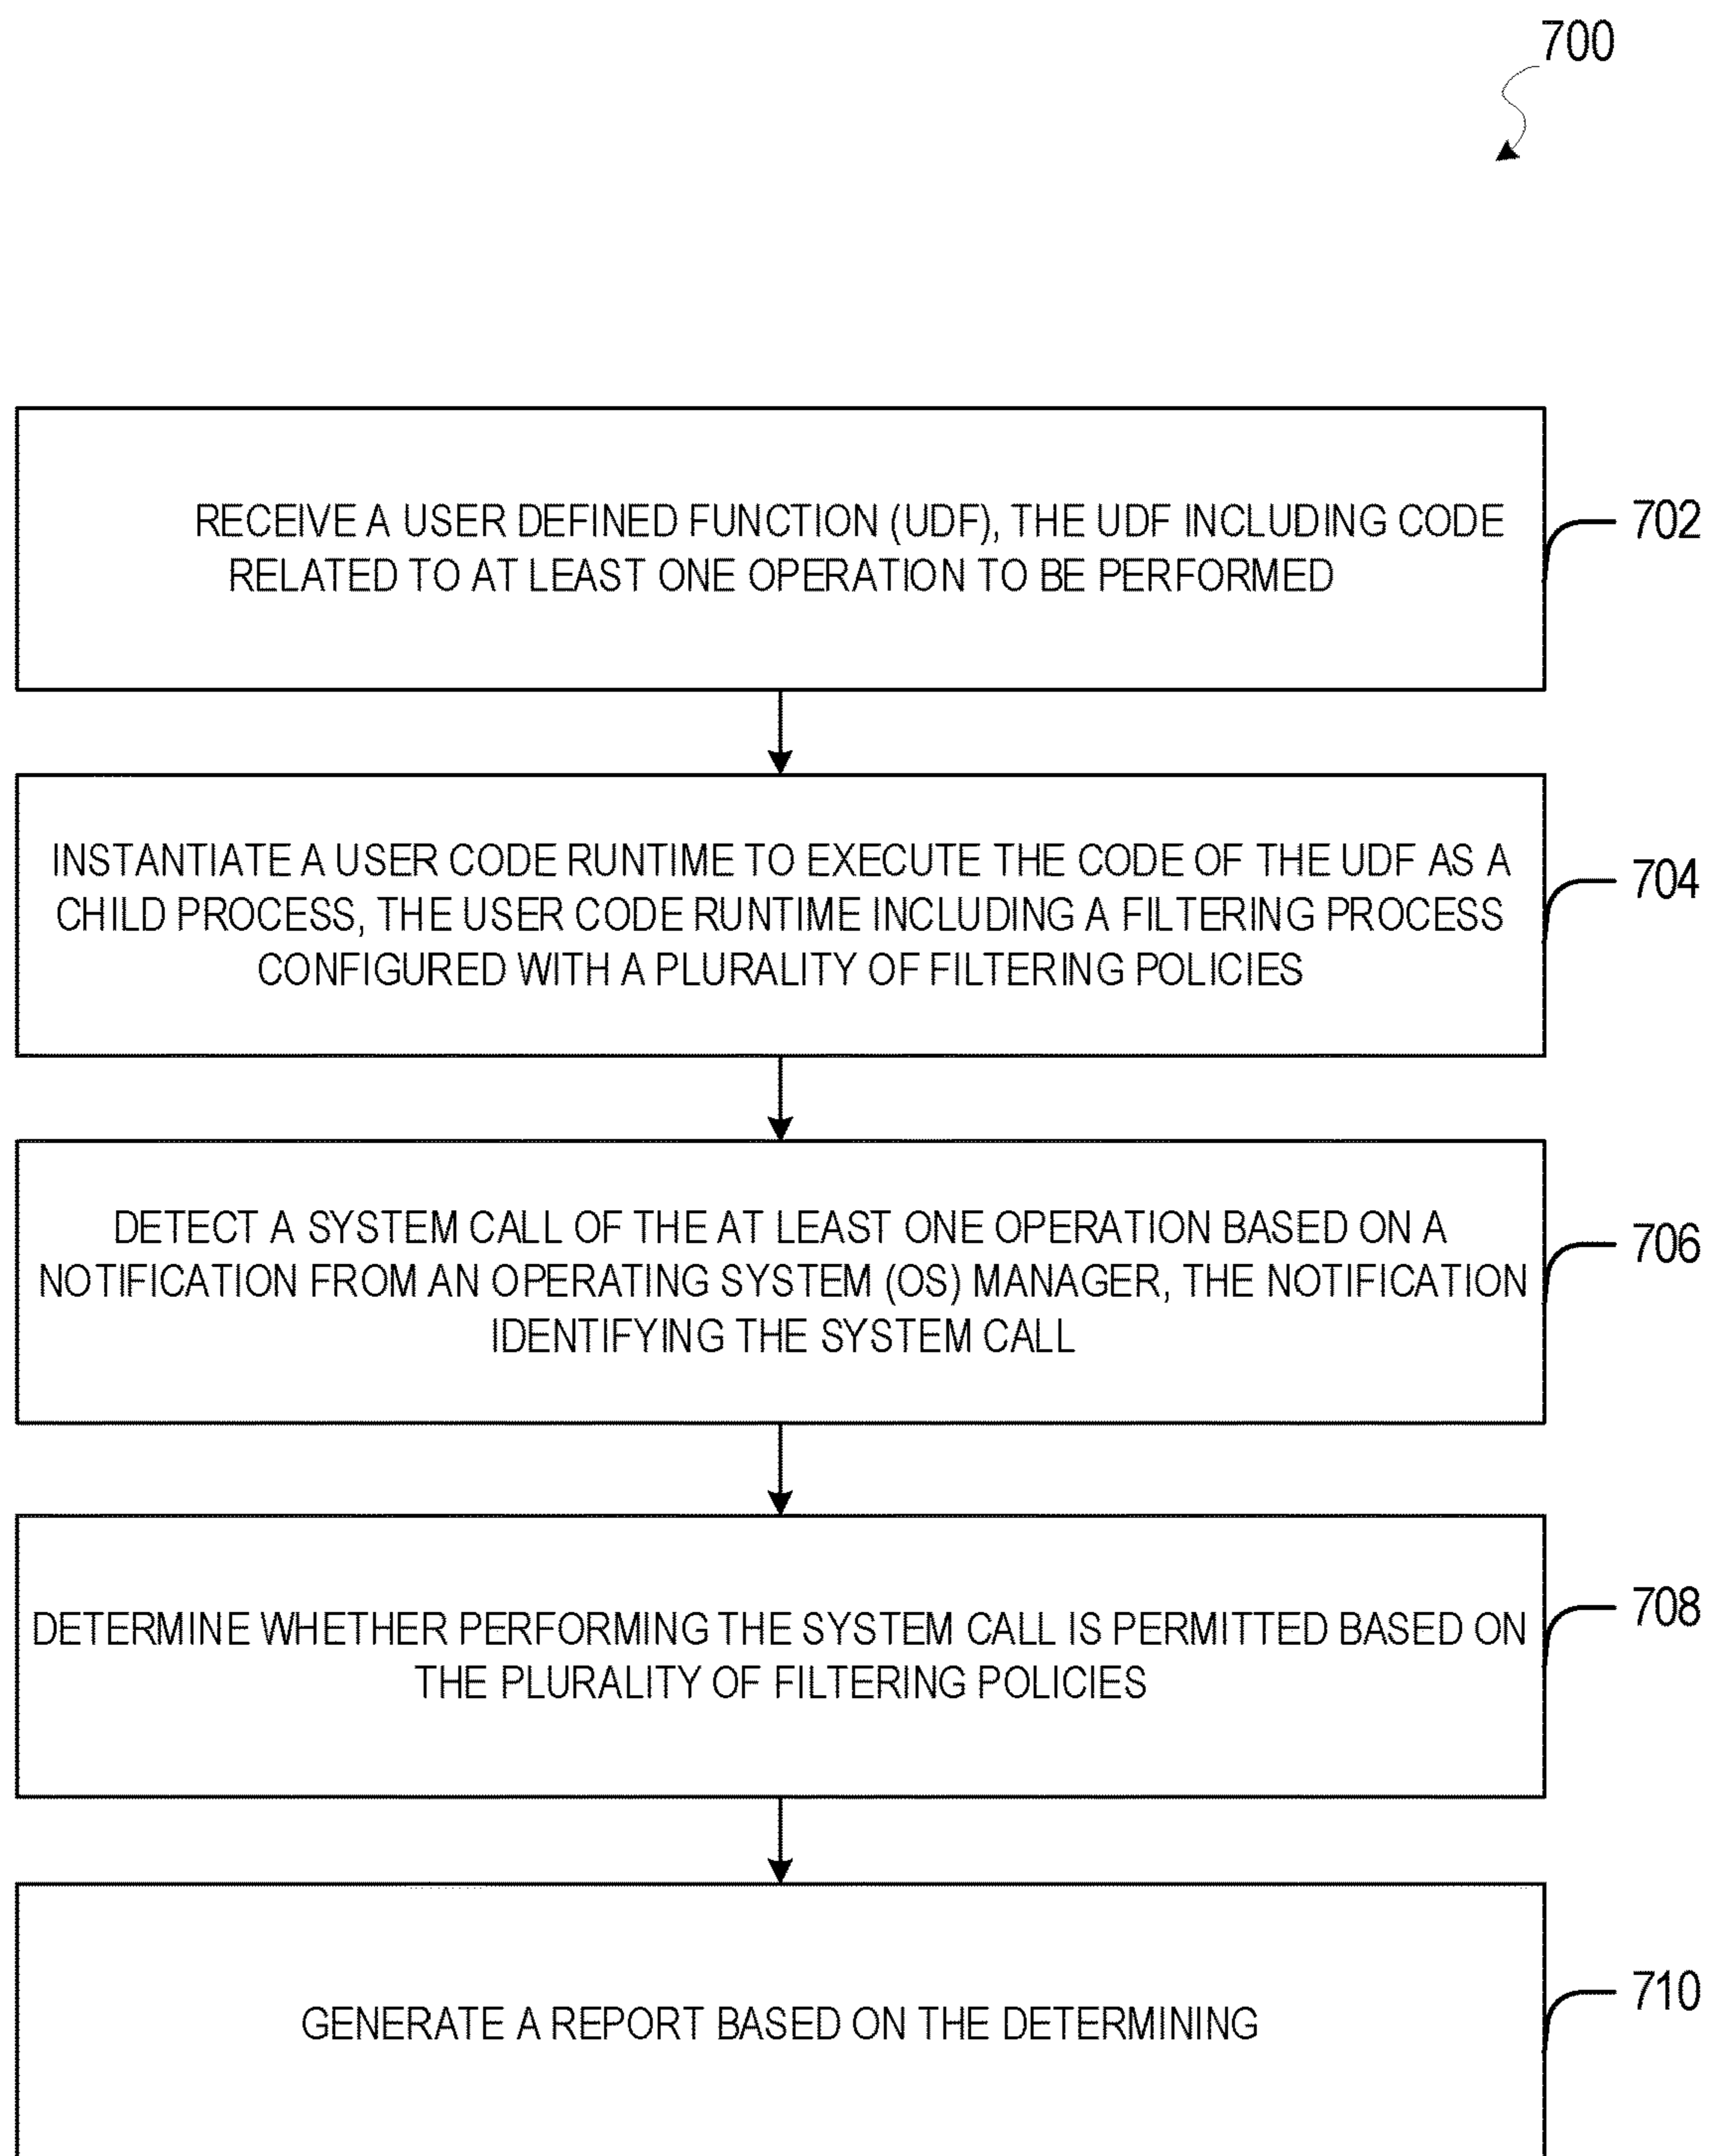 700
RECEIVE A USER DEFINED FUNCTION (UDF), THE UDF INCLUDING CODE
RELATED TO AT LEAST ONE OPERATION TO BE PERFORMED
702
INSTANTIATE A USER CODE RUNTIME TO EXECUTE THE CODE OF THE UDF AS A
CHILD PROCESS, THE USER CODE RUNTIME INCLUDING A FILTERING PROCESS
CONFIGURED WITH A PLURALITY OF FILTERING POLICIES
704
DETECT A SYSTEM CALL OF THE AT LEAST ONE OPERATION BASED ON A
NOTIFICATION FROM AN OPERATING SYSTEM (OS) MANAGER, THE NOTIFICATION
IDENTIFYING THE SYSTEM CALL
706
DETERMINE WHETHER PERFORMING THE SYSTEM CALL IS PERMITTED BASED ON
THE PLURALITY OF FILTERING POLICIES
708
GENERATE A REPORT BASED ON THE DETERMINING
710